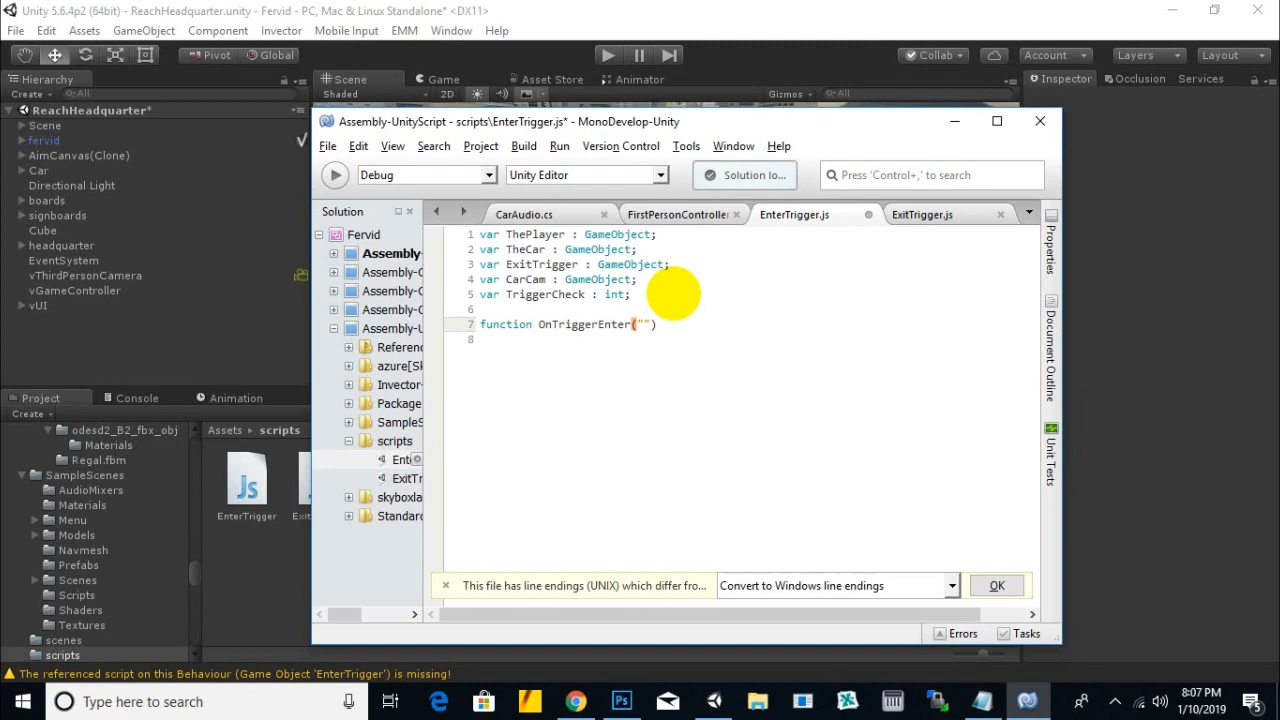 Unity 5.6.4p2 (64bit) - ReachHeadquarter.unity - Fervid - PC, Mac & Linux Standalone* <DX11>
File Edit Assets GameObject Component Invector Mobile Input EMM Window Help
Pivot Global Collab Account Layers Layout
Hierarchy Scene Game Asset Store Animator Inspector Occlusion Services
Create All Shaded 2D Gizmos All
ReachHeadquarter*
Scene
fervid
AimCanvas(Clone)
Car
Directional Light
boards
signboards
Cube
headquarter
EventSystem
vThirdPersonCamera
vGameController
vUI
Assembly-UnityScript - scripts\EnterTrigger.js* - MonoDevelop-Unity
File Edit View Search Project Build Run Version Control Tools Window Help
Debug Unity Editor Solution lo... Press 'Control+,' to search
Solution CarAudio.cs FirstPersonController EnterTrigger.js ExitTrigger.js
Fervid
Assembly-
Assembly-C
Assembly-C
Assembly-C
Assembly-U
Referenc
azure[Sk
Invector-
Package
SampleS
scripts
Ente
ExitTr
skyboxla
Standard
1 var ThePlayer : GameObject;
2 var TheCar : GameObject;
3 var ExitTrigger : GameObject;
4 var CarCam : GameObject;
5 var TriggerCheck : int;
6
7 function OnTriggerEnter("")
8
Properties
Document Outline
Unit Tests
This file has line endings (UNIX) which differ fro... Convert to Windows line endings OK
Errors Tasks
Project Console Animation
Create
odesd2_B2_fbx_obj
Materials
Regal.fbm
SampleScenes
AudioMixers
Materials
Menu
Models
Navmesh
Prefabs
Scenes
Scripts
Shaders
Textures
scenes
scripts
Assets scripts
Js
EnterTrigger Exi
The referenced script on this Behaviour (Game Object 'EnterTrigger') is missing!
Type here to search
Ps
8:07 PM
1/10/2019